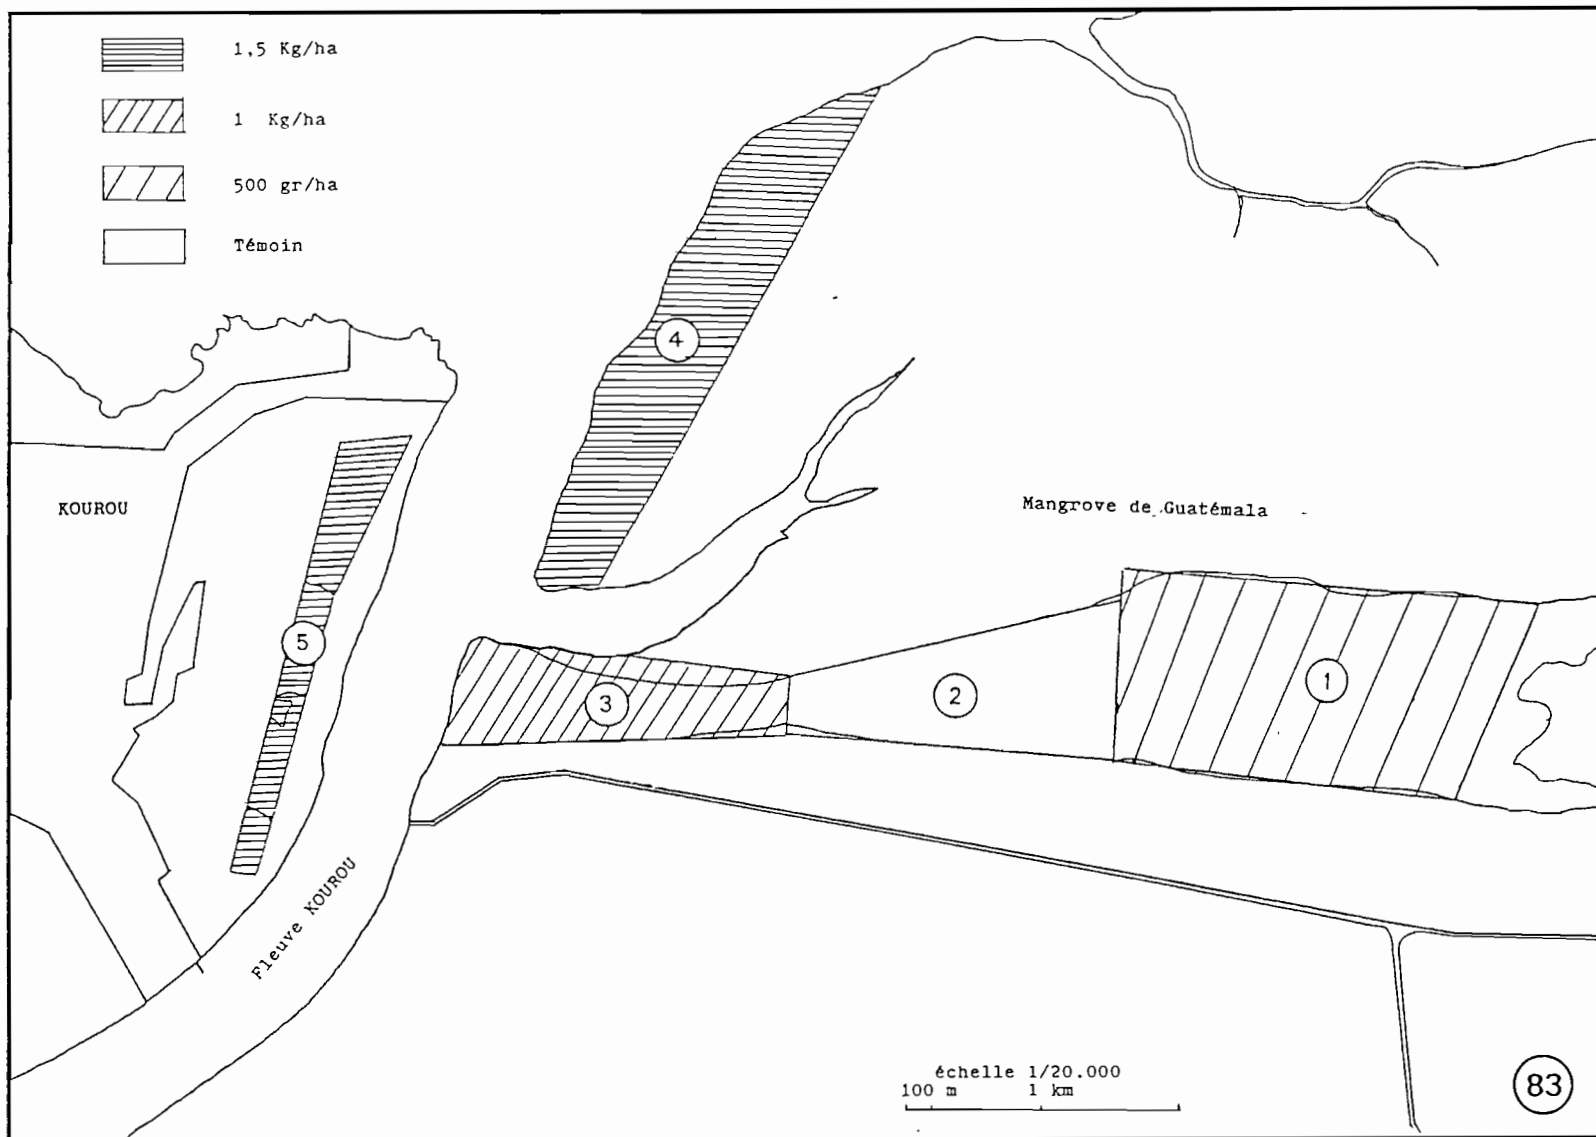 1,5 Kg/ha
1 Kg/ha
500 gr/ha
Témoin
4
KOUROU
Mangrove de Guatémala
5
3
2
1
Fleuve KOUROU
échelle 1/20.000
100 m 1 km
83